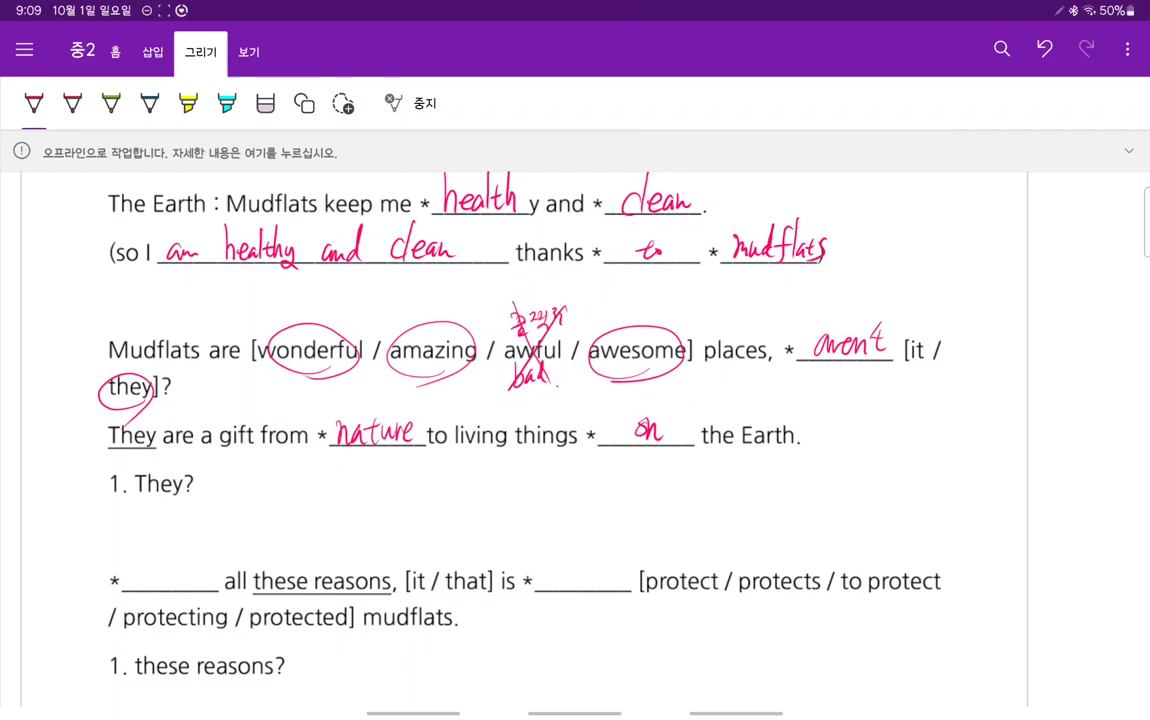 9:09 10월 1일 일요일 50%
중2 홈 삽입 그리기 보기
중지
오프라인으로 작업합니다. 자세한 내용은 여기를 누르십시오.
The Earth : Mudflats keep me *healthy and *clean.
(so I am healthy and clean thanks *to *mudflats)
Mudflats are [wonderful / amazing / awful / awesome] places, *aren't [it /
bad
they]?
They are a gift from *nature to living things *on the Earth.
1. They?
*________ all these reasons, [it / that] is *________ [protect / protects / to protect
/ protecting / protected] mudflats.
1. these reasons?